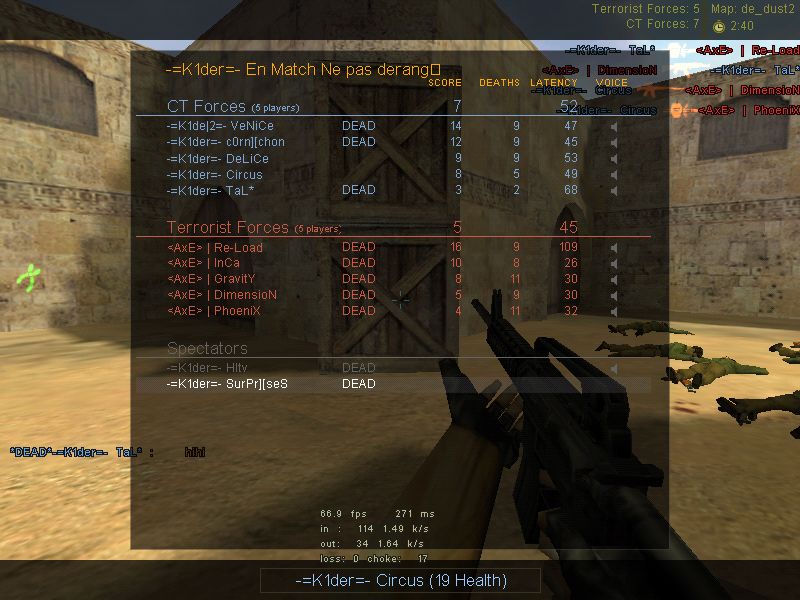 Terrorist Forces: 5 Map: de_dust2
CT Forces: 7 2:40
-=K1der=- TaL* <AxE> | Re-Load
<AxE> | DimensioN -=K1der=- TaL*
-=K1der=- Circus <AxE> | DimensioN
-=K1der=- Circus <AxE> | PhoeniX
-=K1der=- En Match Ne pas derang
SCORE DEATHS LATENCY VOICE
CT Forces (5 players) 7 52
-=K1de|2=- VeNiCe DEAD 14 9 47
-=K1der=- c0rn][chon DEAD 12 9 45
-=K1der=- DeLiCe 9 9 53
-=K1der=- Circus 8 5 49
-=K1der=- TaL* DEAD 3 2 68
Terrorist Forces (5 players) 5 45
<AxE> | Re-Load DEAD 16 9 109
<AxE> | InCa DEAD 10 8 26
<AxE> | GravitY DEAD 8 11 30
<AxE> | DimensioN DEAD 5 9 30
<AxE> | PhoeniX DEAD 4 11 32
Spectators
-=K1der=- Hltv DEAD
-=K1der=- SurPr][seS DEAD
*DEAD*-=K1der=- TaL* : hihi
66.9 fps 271 ms
in : 114 1.49 k/s
out: 34 1.64 k/s
loss: 0 choke: 17
-=K1der=- Circus (19 Health)